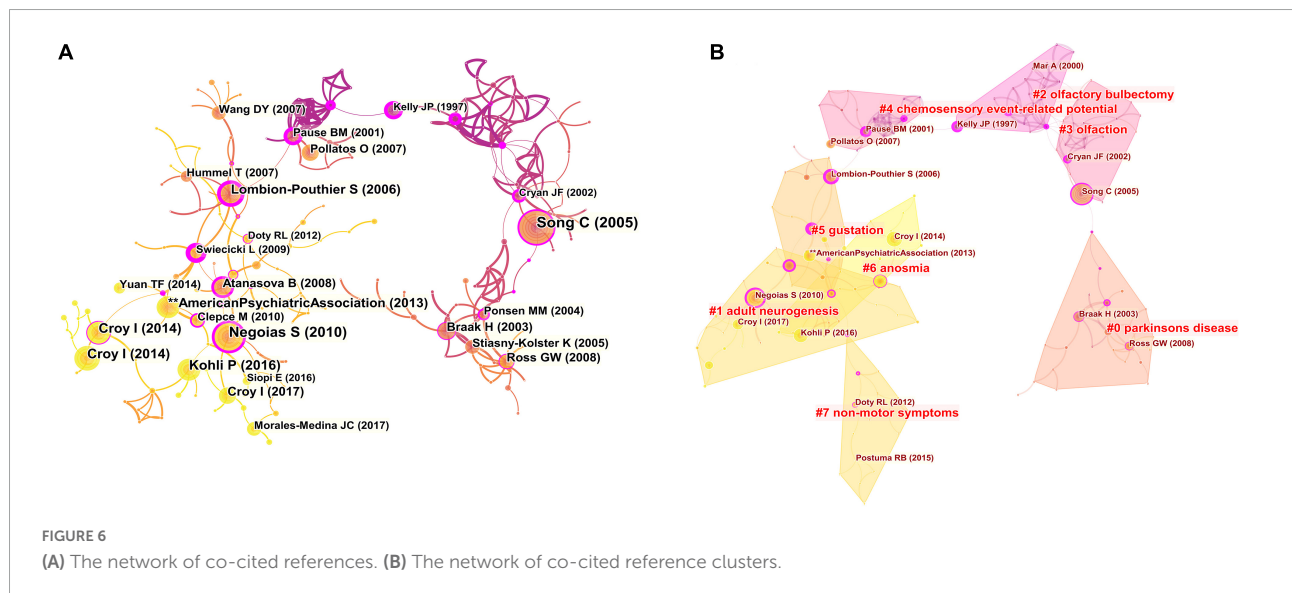 A
Wang DY (2007)
Kelly JP (1997)
Pause BM (2001)
Pollatos O (2007)
Hummel T (2007)
Lombion-Pouthier S (2006)
Cryan JF (2002)
Song C (2005)
Doty RL (2012)
Swiecicki L (2009)
Yuan TF (2014)
Atanasova B (2008)
**AmericanPsychiatricAssociation (2013)
Clepce M (2010)
Ponsen MM (2004)
Croy I (2014)
Negoias S (2010)
Braak H (2003)
Stiasny-Kolster K (2005)
Croy I (2014)
Ross GW (2008)
Kohli P (2016)
Siopi E (2016)
Croy I (2017)
Morales-Medina JC (2017)
B
Mar A (2000)
#2 olfactory bulbectomy
#4 chemosensory event-related potential
Kelly JP (1997)
#3 olfaction
Pause BM (2001)
Pollatos O (2007)
Cryan JF (2002)
Lombion-Pouthier S (2006)
Song C (2005)
#5 gustation
Croy I (2014)
**AmericanPsychiatricAssociation (2013)
#6 anosmia
Negoias S (2010)
#1 adult neurogenesis
Croy I (2017)
Kohli P (2016)
Braak H (2003)
#0 parkinsons disease
Ross GW (2008)
Doty RL (2012)
#7 non-motor symptoms
Postuma RB (2015)
FIGURE 6
(A) The network of co-cited references. (B) The network of co-cited reference clusters.